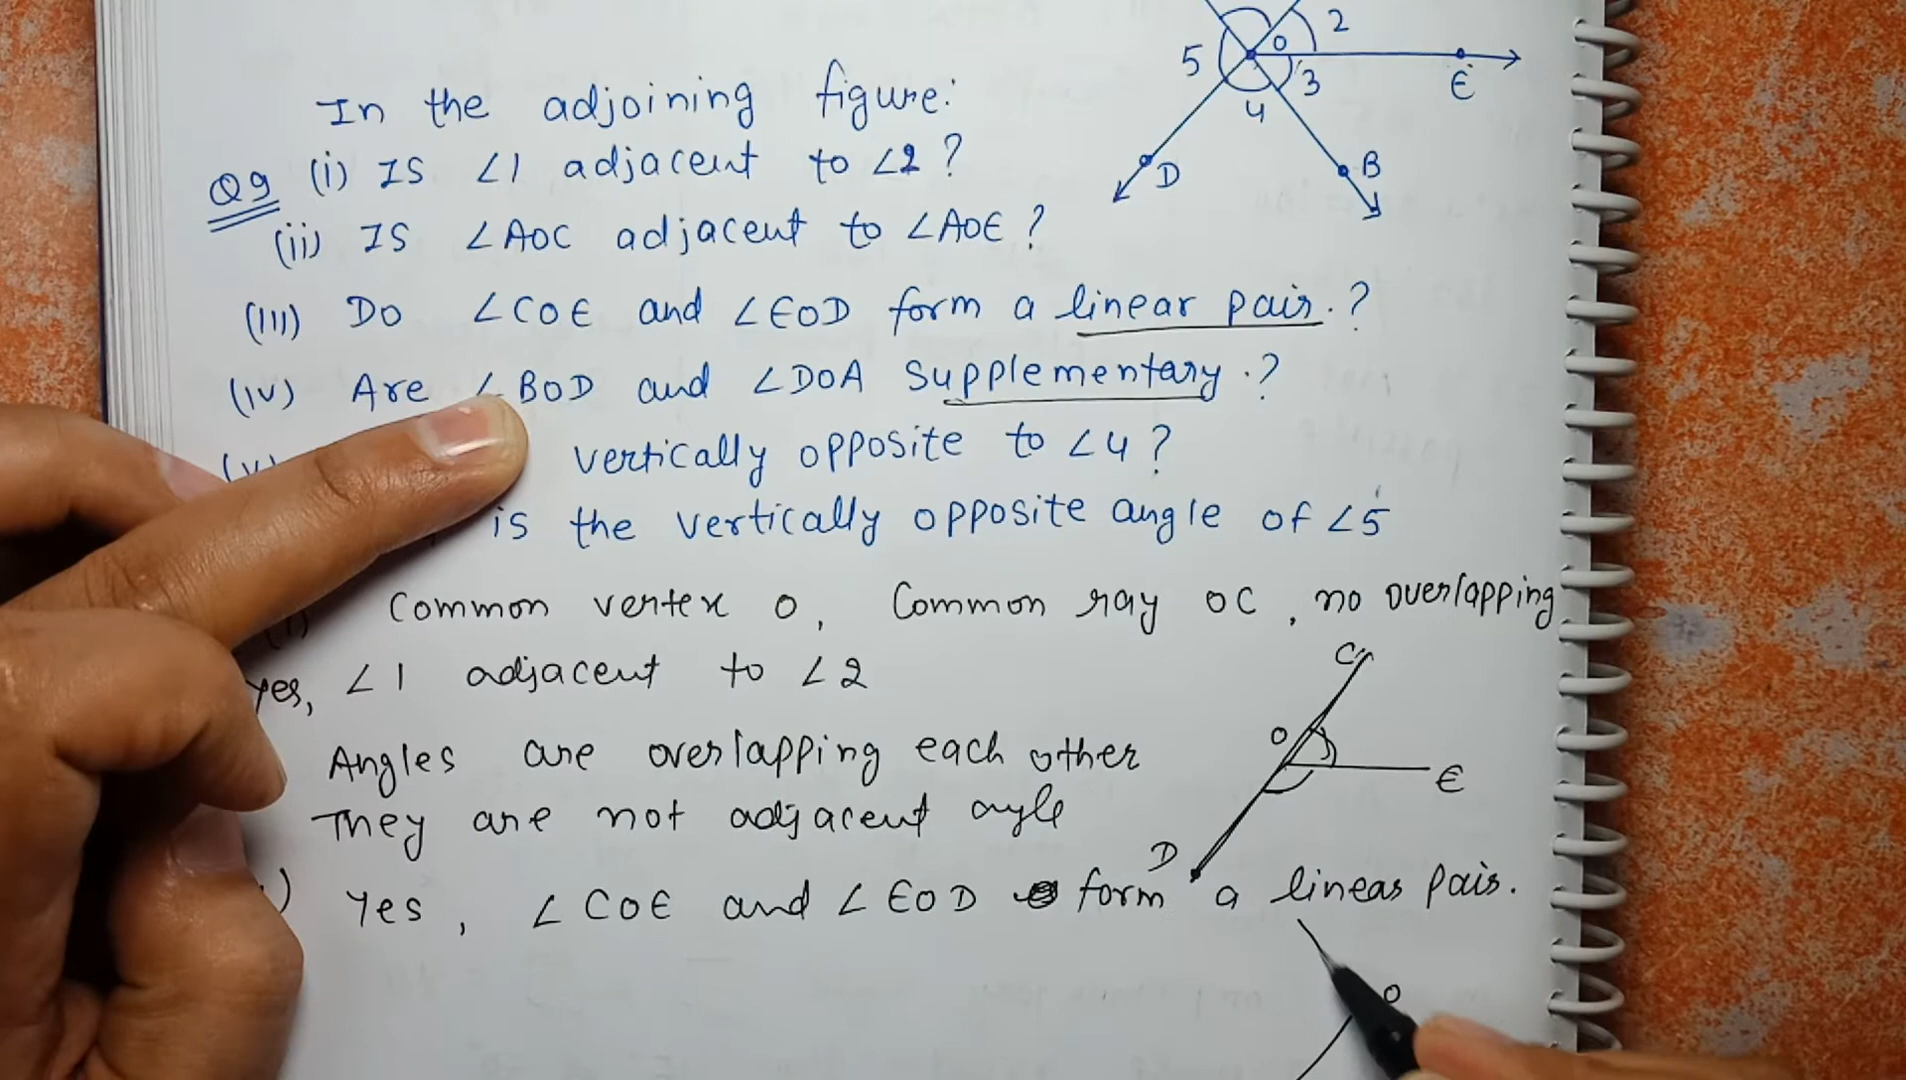 2
5 O
3
E
4
In the adjoining figure:
Q9 (i) IS ∠1 adjacent to ∠2?
D B
(ii) IS ∠AOC adjacent to ∠AOE?
(III) Do ∠COE and ∠EOD form a linear pair.?
(IV) Are ∠BOD and ∠DOA Supplementary.?
(v) vertically opposite to ∠4?
is the vertically opposite angle of ∠5
(i) Common vertex O, Common ray OC, no overlapping
C
yes, ∠1 adjacent to ∠2
O
Angles are overlapping each other
E
They are not adjacent angle
D
) Yes, ∠COE and ∠EOD form a linear pair.
O